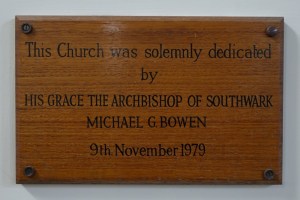 This Church was solemnly dedicated
by
HIS GRACE THE ARCHBISHOP OF SOUTHWARK
MICHAEL G. BOWEN
9th. November 1979